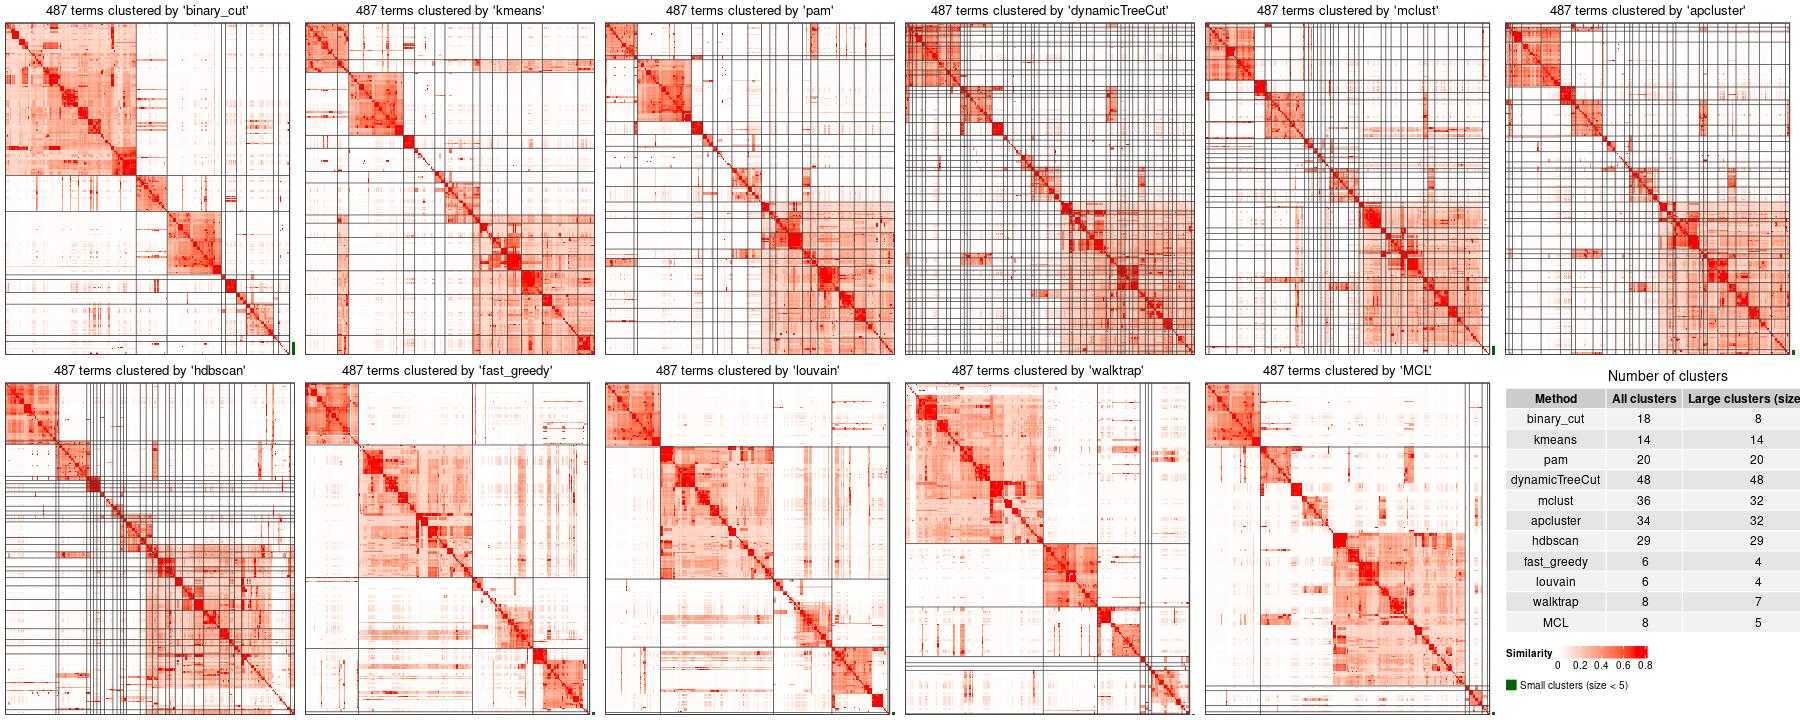 487 terms clustered by 'binary_cut'
487 terms clustered by 'kmeans'
487 terms clustered by 'pam'
487 terms clustered by 'dynamicTreeCut'
487 terms clustered by 'mclust'
487 terms clustered by 'apcluster'
487 terms clustered by 'hdbscan'
487 terms clustered by 'fast_greedy'
487 terms clustered by 'louvain'
487 terms clustered by 'walktrap'
487 terms clustered by 'MCL'
Number of clusters
Method All clusters Large clusters (size
binary_cut 18 8
kmeans 14 14
pam 20 20
dynamicTreeCut 48 48
mclust 36 32
apcluster 34 32
hdbscan 29 29
fast_greedy 6 4
louvain 6 4
walktrap 8 7
MCL 8 5
Similarity
0 0.2 0.4 0.6 0.8
Small clusters (size < 5)